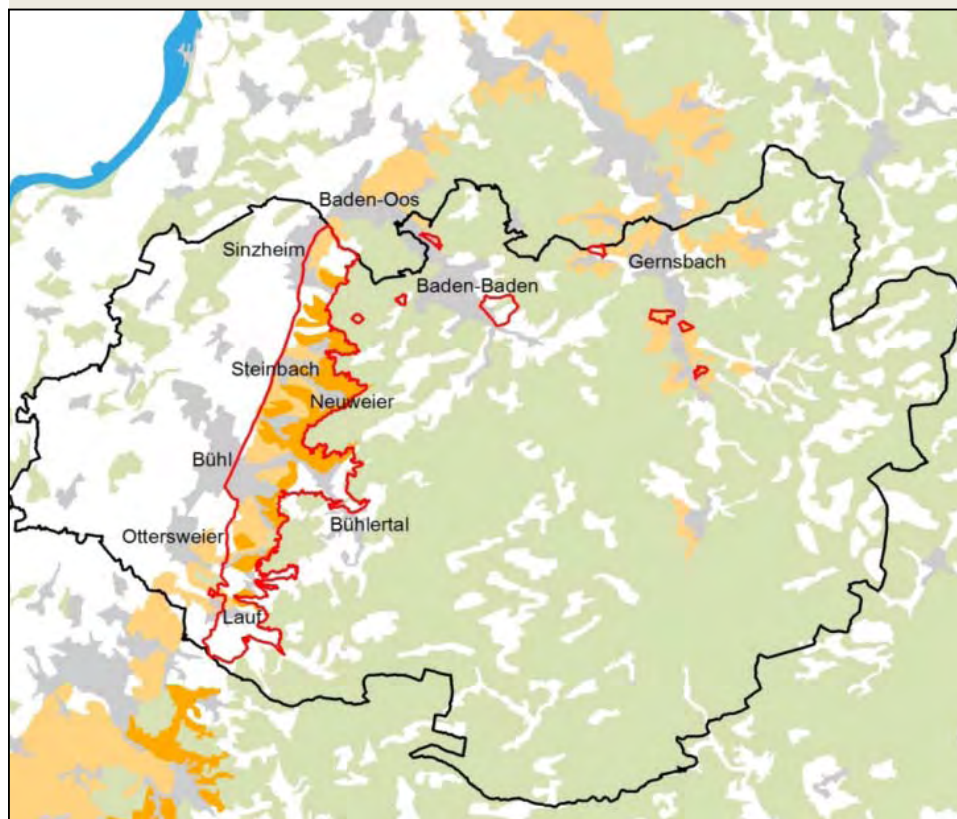 Baden-Oos
Sinzheim
Gernsbach
Baden-Baden
Steinbach
Neuweier
Bühl
Bühlertal
Ottersweier
Lauf